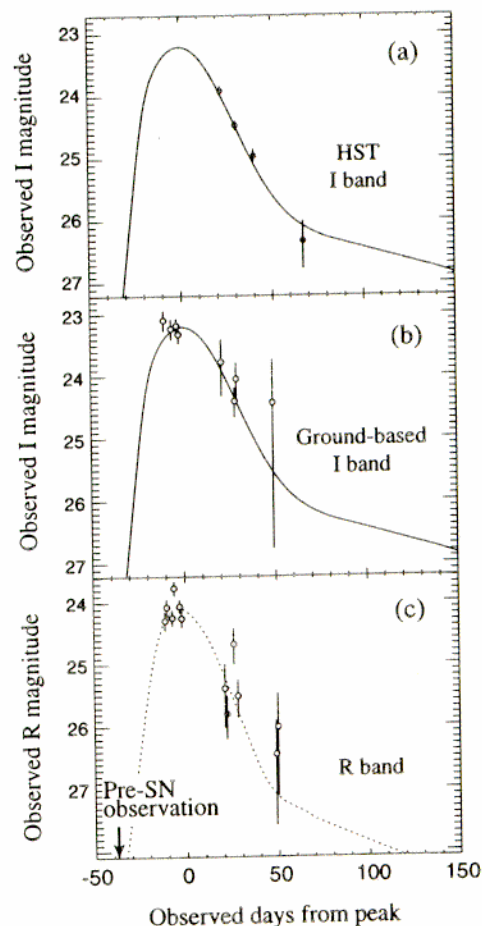 (a)
HST
I band
Observed I magnitude
23
24
25
26
27
(b)
Ground-based
I band
Observed I magnitude
23
24
25
26
27
(c)
R band
Observed R magnitude
24
25
26
27
Pre-SN
observation
-50 0 50 100 150
Observed days from peak